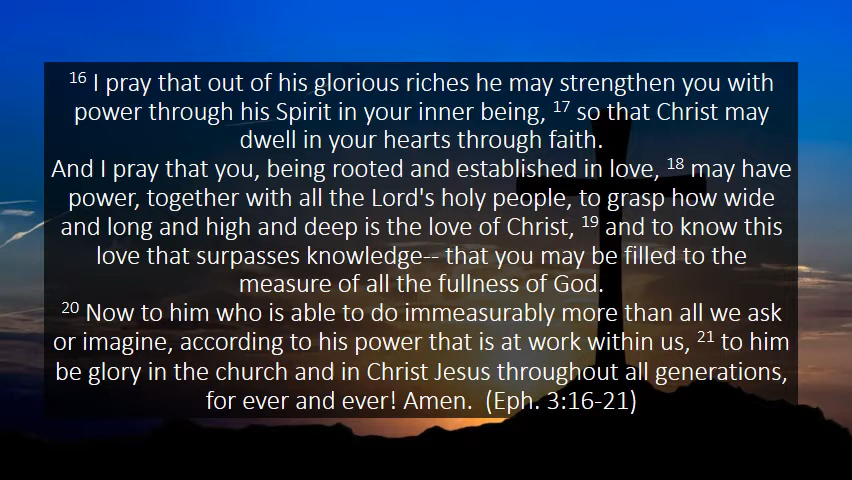 16 I pray that out of his glorious riches he may strengthen you with
power through his Spirit in your inner being, 17 so that Christ may
dwell in your hearts through faith.
And I pray that you, being rooted and established in love, 18 may have
power, together with all the Lord's holy people, to grasp how wide
and long and high and deep is the love of Christ, 19 and to know this
love that surpasses knowledge-- that you may be filled to the
measure of all the fullness of God.
20 Now to him who is able to do immeasurably more than all we ask
or imagine, according to his power that is at work within us, 21 to him
be glory in the church and in Christ Jesus throughout all generations,
for ever and ever! Amen.  (Eph. 3:16-21)